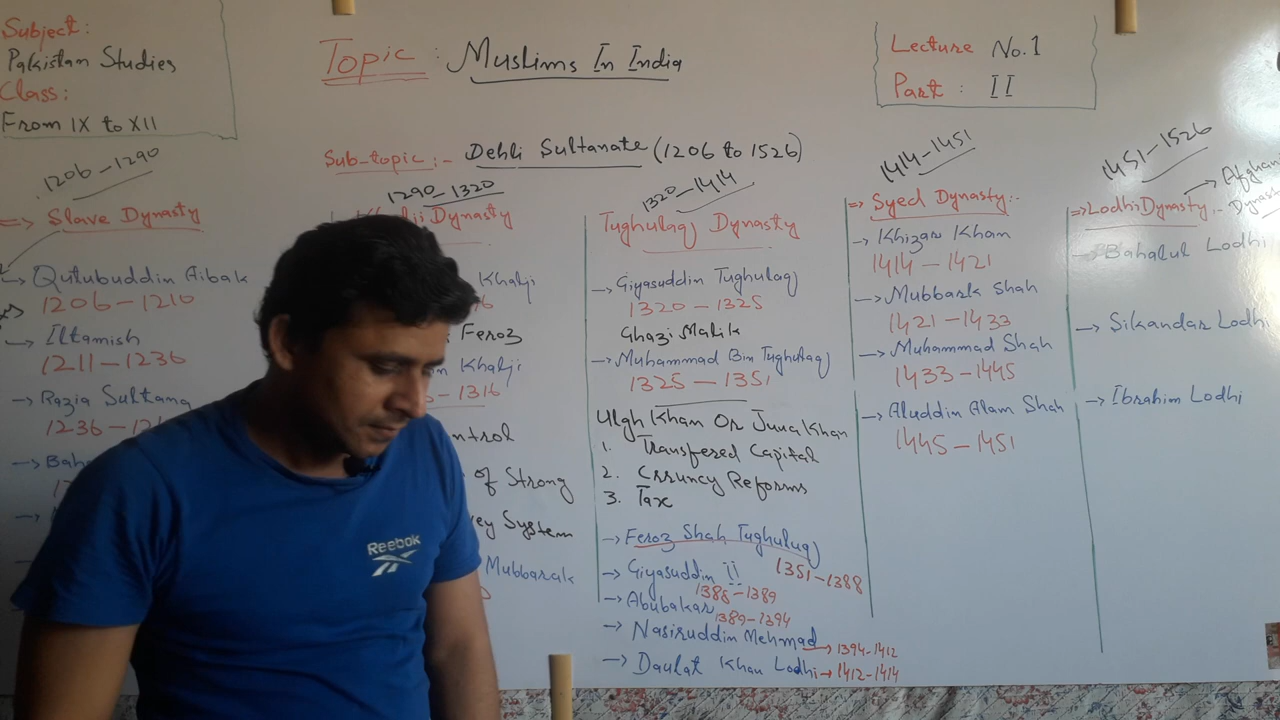 Subject:
Pakistan Studies
Class:
From IX to XII
Topic : Muslims In India
Lecture No.1
Part : II
Sub-topic :- Dehli Sultanate (1206 to 1526)
1206-1290
=> Slave Dynasty
-> Qutubuddin Aibak
1206-1210
-> Iltamish
1211-1236
-> Razia Sultana
1236-
1290-1320
Dynasty
Khalji
Feroz
Khalji
-1316
of Strong
System
Mubbarak
1320-1414
Tughulaq Dynasty
-> Giyasuddin Tughulaq
1320-1325
Ghazi Malik
-> Muhammad Bin Tughulaq
1325-1351
Ulgh Khan Or Juna Khan
1. Transfered Capital
2. Crruncy Reforms
3. Tax
-> Feroz Shah Tughulaq
1351-1388
-> Giyasuddin II
1388-1389
-> Abubakar
1389-1394
-> Nasiruddin Mehmad -> 1394-1412
-> Daulat Khan Lodhi -> 1412-1414
1414-1451
=> Syed Dynasty:-
-> Khizar Khan
1414-1421
-> Mubbark Shah
1421-1433
-> Muhammad Shah
1433-1445
-> Aluddin Alam Shah
1445-1451
1451-1526
=> Lodhi Dynasty :- -> Afghan
-> Bahalul Lodhi
-> Sikandar Lodhi
-> Ibrahim Lodhi
Reebok